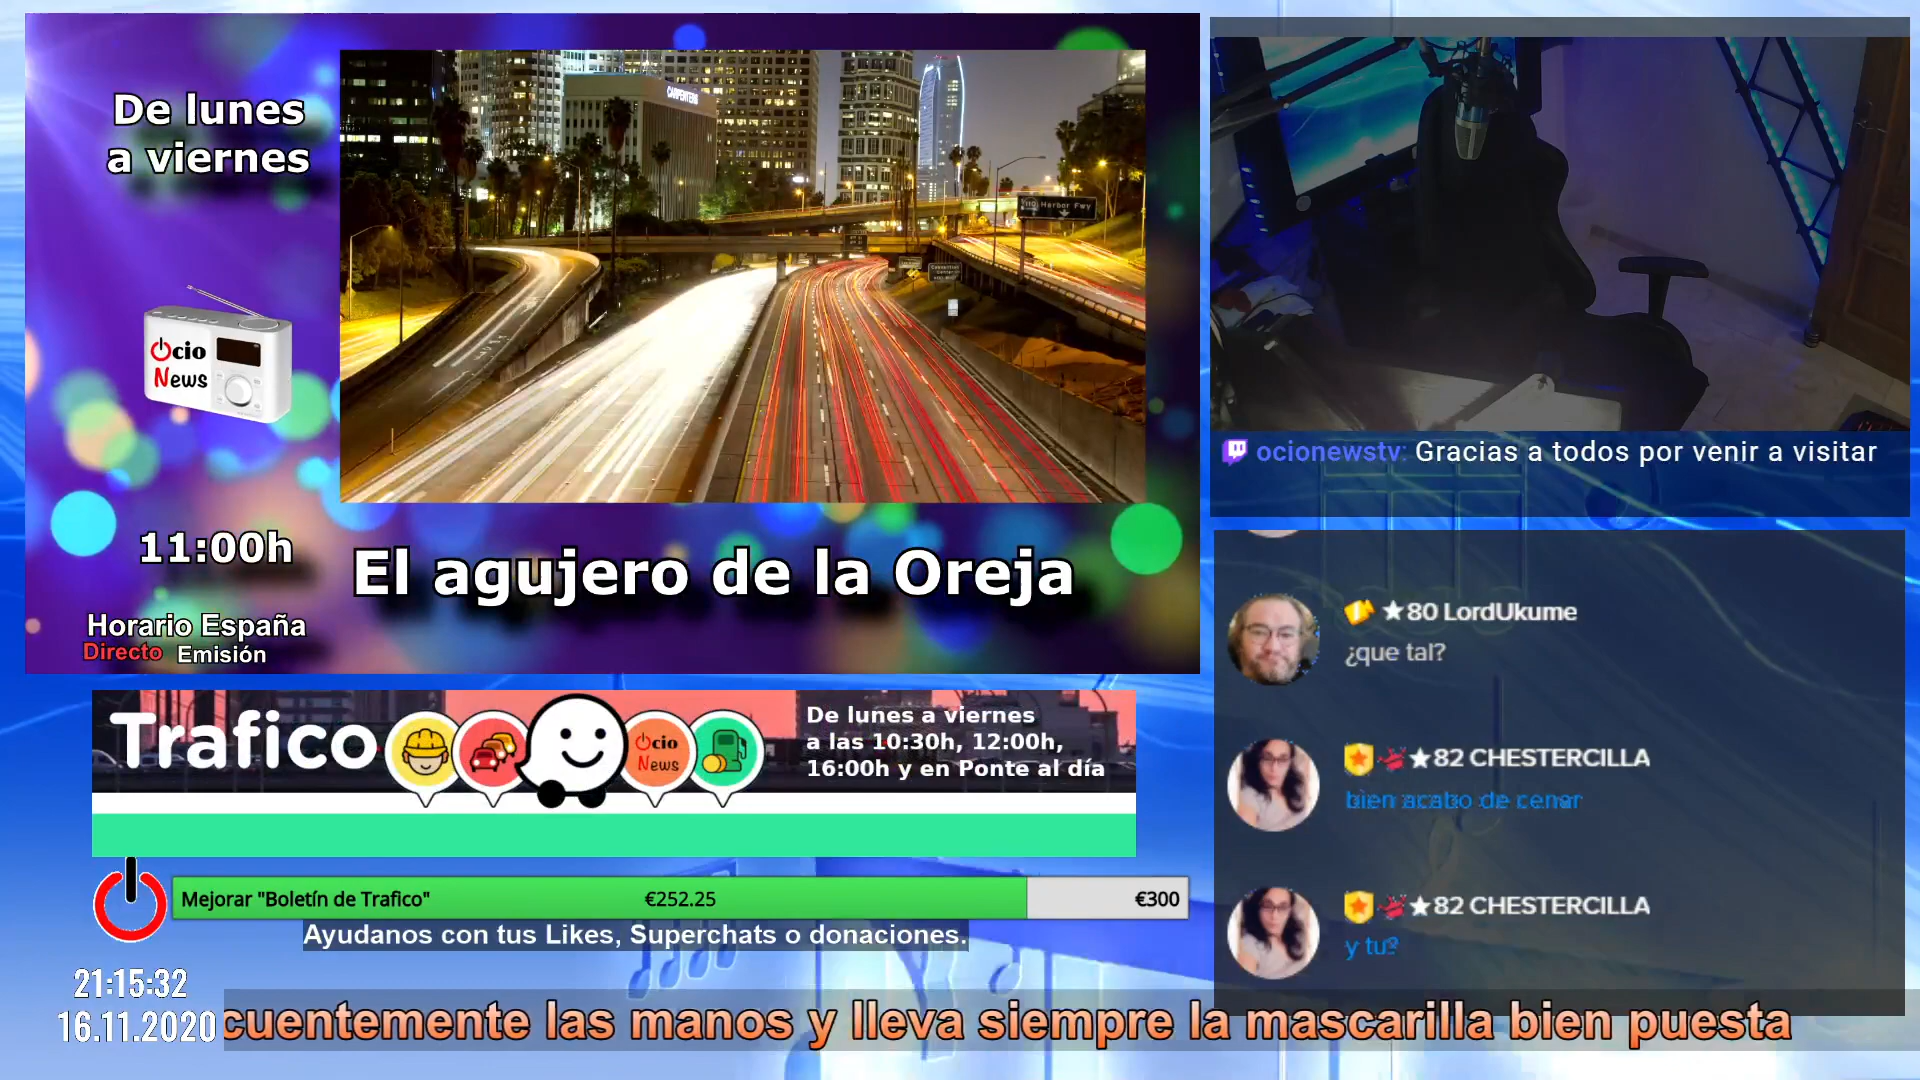 De lunes
a viernes
CARPENTERS
110 Harbor Fwy
Ocio
News
11:00h
El agujero de la Oreja
Horario España
Directo Emisión
ocionewstv: Gracias a todos por venir a visitar
★80 LordUkume
¿que tal?
★82 CHESTERCILLA
bien acabo de cenar
★82 CHESTERCILLA
y tu?
Trafico
Ocio
News
De lunes a viernes
a las 10:30h, 12:00h,
16:00h y en Ponte al día
Mejorar "Boletín de Trafico" €252.25 €300
Ayudanos con tus Likes, Superchats o donaciones.
21:15:32
16.11.2020
cuentemente las manos y lleva siempre la mascarilla bien puesta